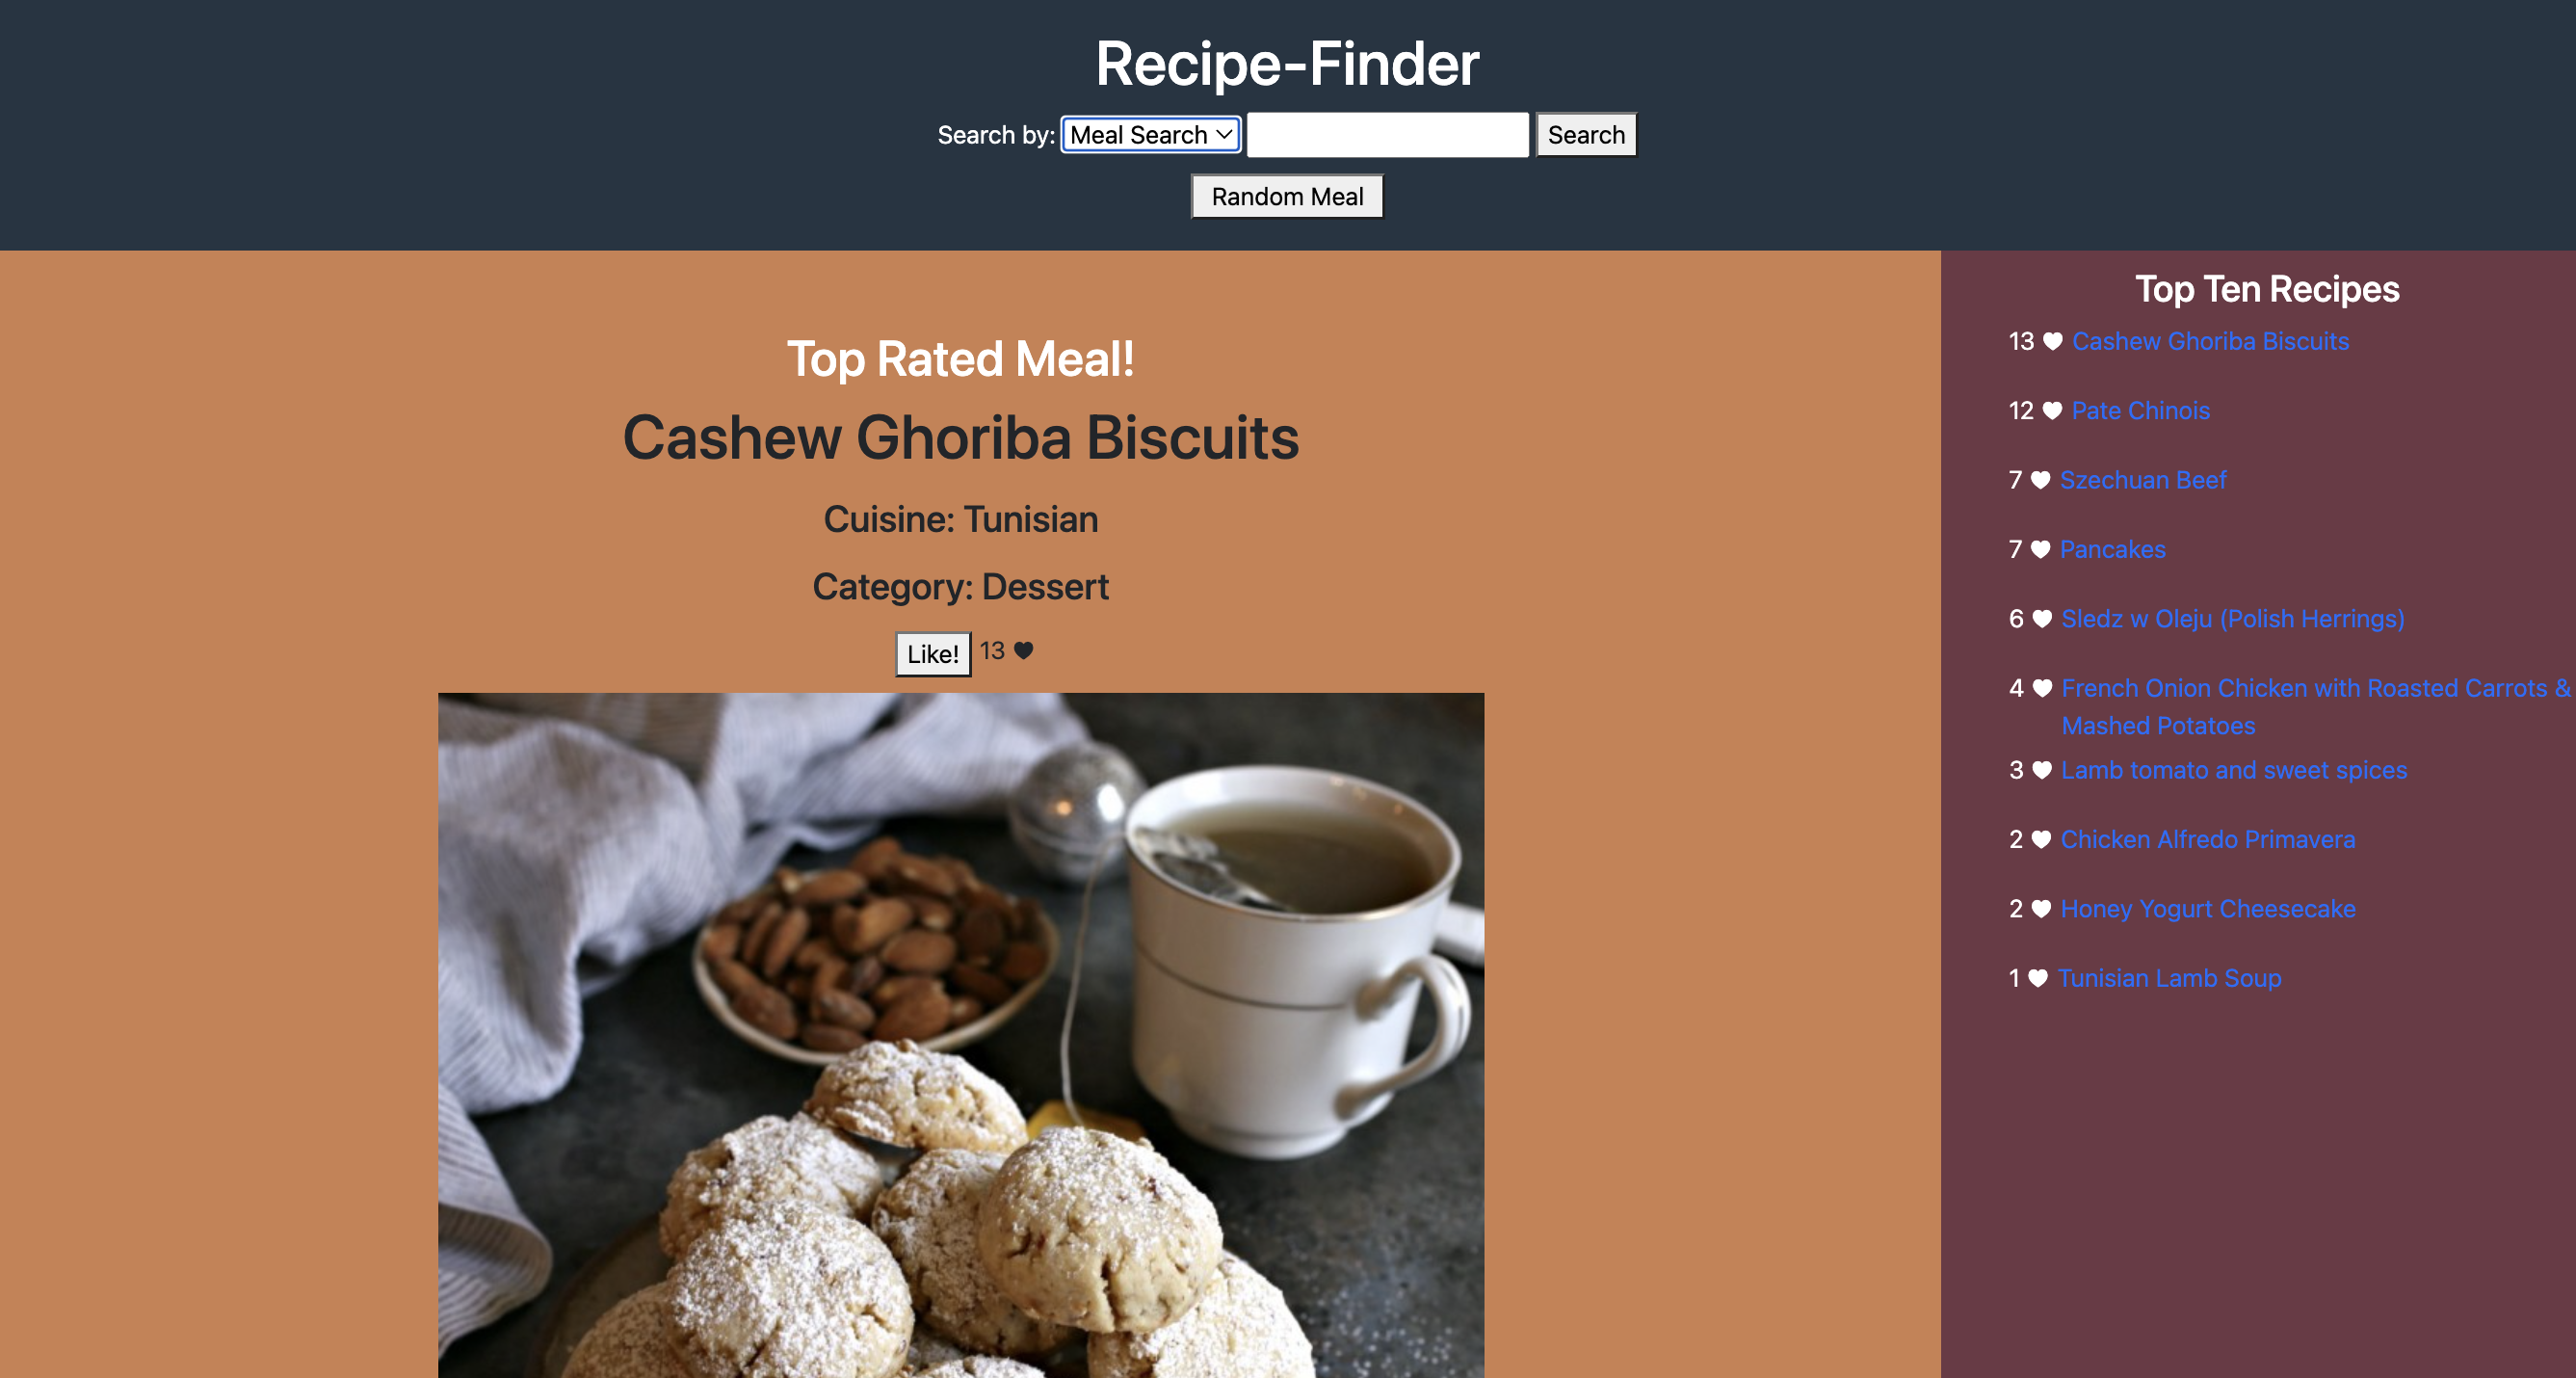 Recipe-Finder
Search by: Meal Search Search
Random Meal
Top Rated Meal!
Cashew Ghoriba Biscuits
Cuisine: Tunisian
Category: Dessert
Like! 13
Top Ten Recipes
13 Cashew Ghoriba Biscuits
12 Pate Chinois
7 Szechuan Beef
7 Pancakes
6 Sledz w Oleju (Polish Herrings)
4 French Onion Chicken with Roasted Carrots &
Mashed Potatoes
3 Lamb tomato and sweet spices
2 Chicken Alfredo Primavera
2 Honey Yogurt Cheesecake
1 Tunisian Lamb Soup